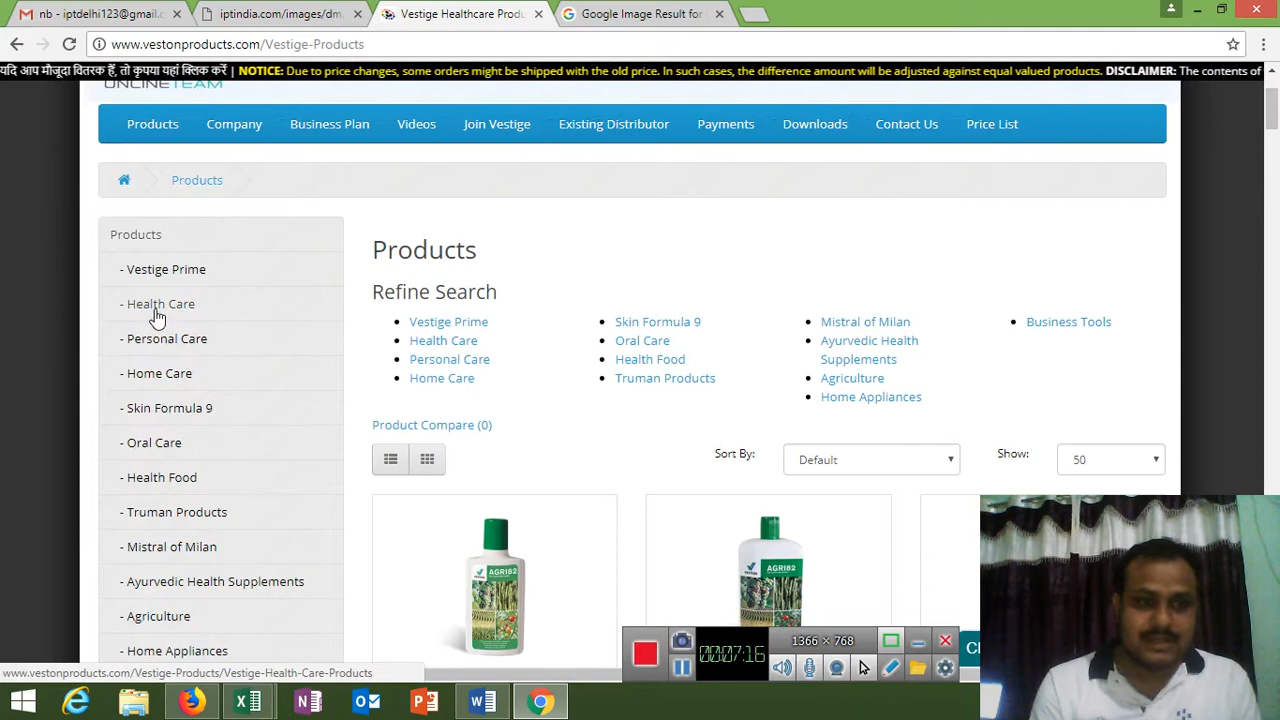 nb - iptdelhi123@gmail.c
iptindia.com/images/dm
Vestige Healthcare Produ
Google Image Result for
www.vestonproducts.com/Vestige-Products
यदि आप मौजूदा वितरक हैं, तो कृपया यहां क्लिक करें | NOTICE: Due to price changes, some orders might be shipped with the old price. In such cases, the difference amount will be adjusted against equal valued products. DISCLAIMER: The contents of
ONLINETEAM
Products Company Business Plan Videos Join Vestige Existing Distributor Payments Downloads Contact Us Price List
Products
Products
- Vestige Prime
- Health Care
- Personal Care
- Home Care
- Skin Formula 9
- Oral Care
- Health Food
- Truman Products
- Mistral of Milan
- Ayurvedic Health Supplements
- Agriculture
- Home Appliances
Products
Refine Search
Vestige Prime
Health Care
Personal Care
Home Care
Skin Formula 9
Oral Care
Health Food
Truman Products
Mistral of Milan
Ayurvedic Health
Supplements
Agriculture
Home Appliances
Business Tools
Product Compare (0)
Sort By: Default Show: 50
AGRI82
AGRI82
00:07:15
1366 × 768
www.vestonproducts.com/Vestige-Products/Vestige-Health-Care-Products